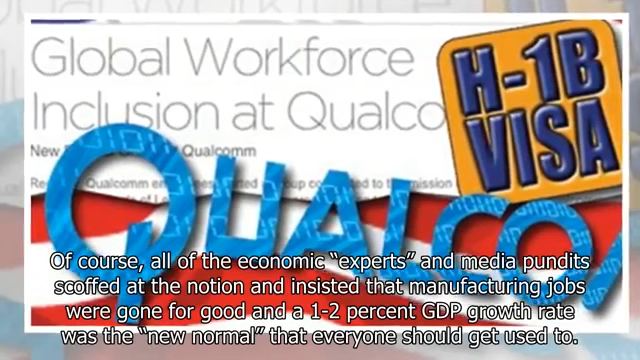 Global Workforce
Inclusion at Qualco
H-1B
VISA
New
Qualcomm
Qualcomm
QUALCO
Of course, all of the economic “experts” and media pundits
scoffed at the notion and insisted that manufacturing jobs
were gone for good and a 1-2 percent GDP growth rate
was the “new normal” that everyone should get used to.